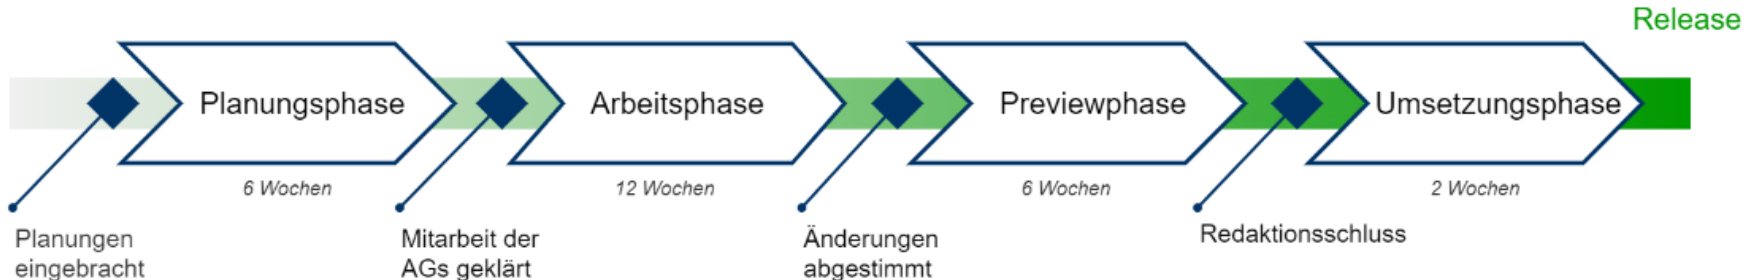 Release
Planungsphase
Arbeitsphase
Previewphase
Umsetzungsphase
6 Wochen
12 Wochen
6 Wochen
2 Wochen
Planungen
eingebracht
Mitarbeit der
AGs geklärt
Änderungen
abgestimmt
Redaktionsschluss